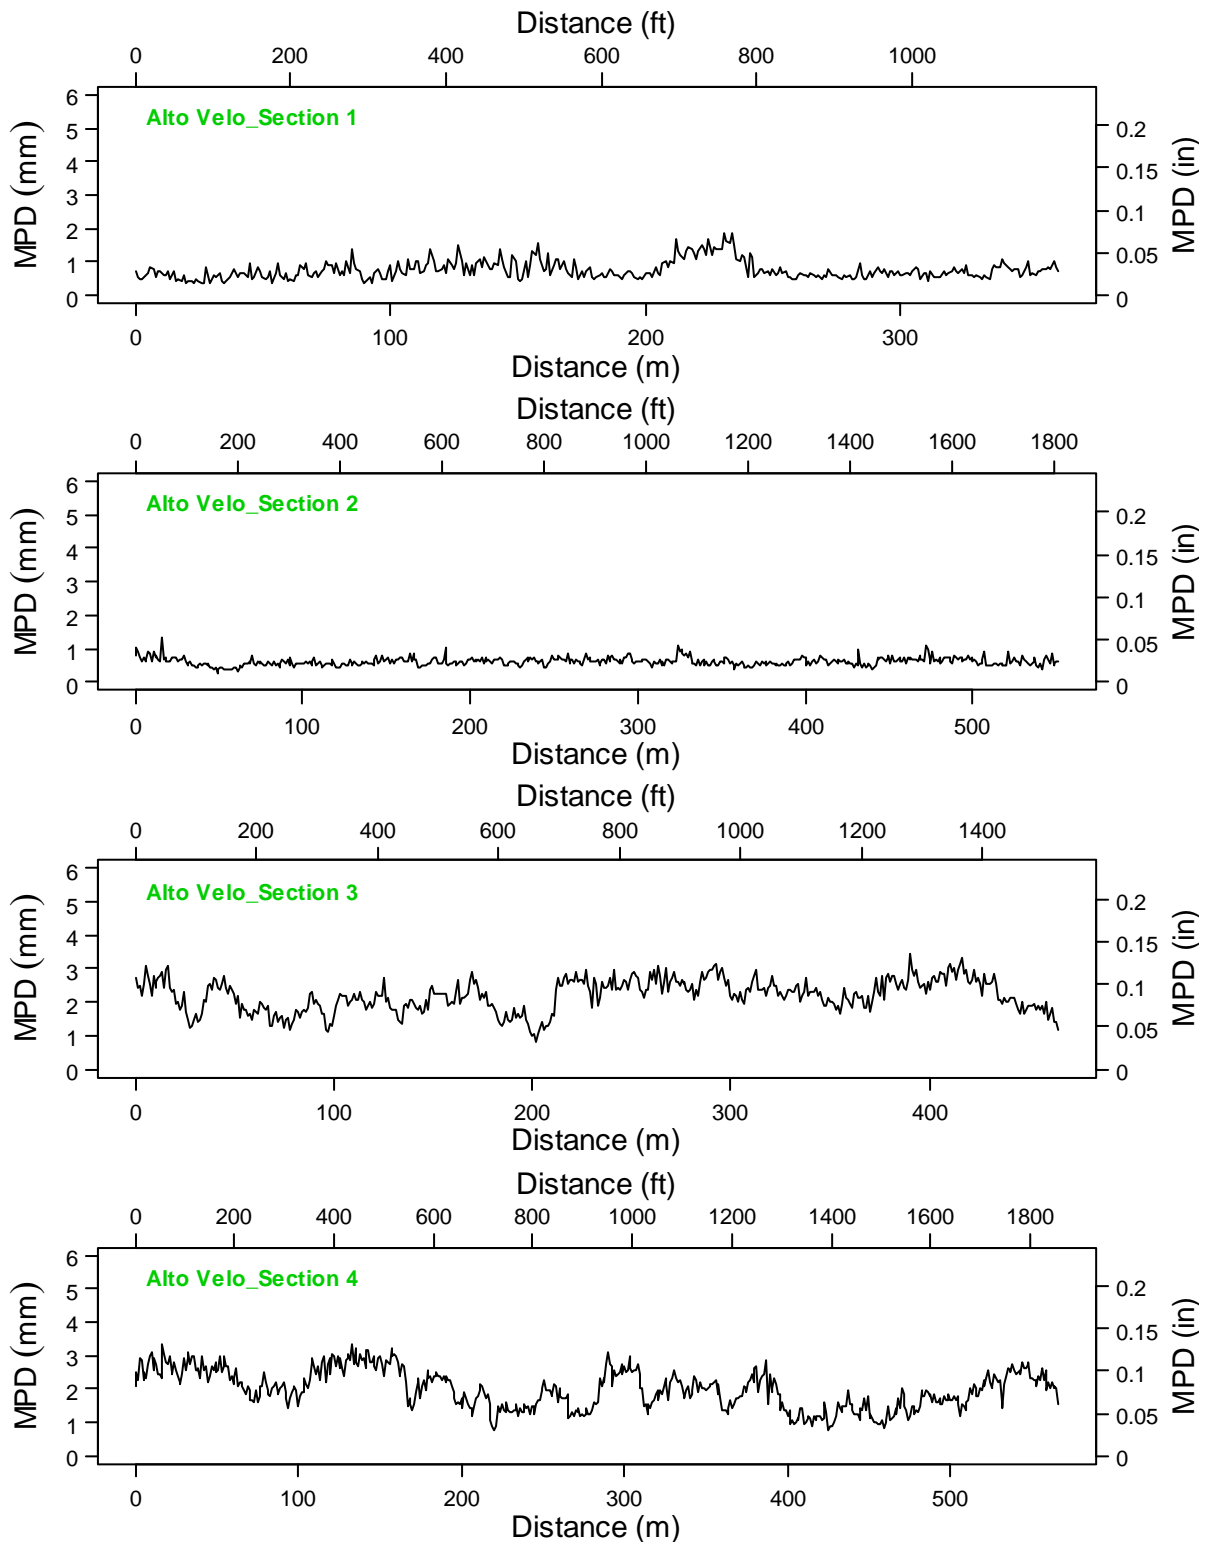 Distance (ft)
0 200 400 600 800 1000
Alto Velo_Section 1
MPD (mm)
6
5
4
3
2
1
0
MPD (in)
0.2
0.15
0.1
0.05
0
0 100 200 300
Distance (m)
Distance (ft)
0 200 400 600 800 1000 1200 1400 1600 1800
Alto Velo_Section 2
MPD (mm)
6
5
4
3
2
1
0
MPD (in)
0.2
0.15
0.1
0.05
0
0 100 200 300 400 500
Distance (m)
Distance (ft)
0 200 400 600 800 1000 1200 1400
Alto Velo_Section 3
MPD (mm)
6
5
4
3
2
1
0
MPD (in)
0.2
0.15
0.1
0.05
0
0 100 200 300 400
Distance (m)
Distance (ft)
0 200 400 600 800 1000 1200 1400 1600 1800
Alto Velo_Section 4
MPD (mm)
6
5
4
3
2
1
0
MPD (in)
0.2
0.15
0.1
0.05
0
0 100 200 300 400 500
Distance (m)